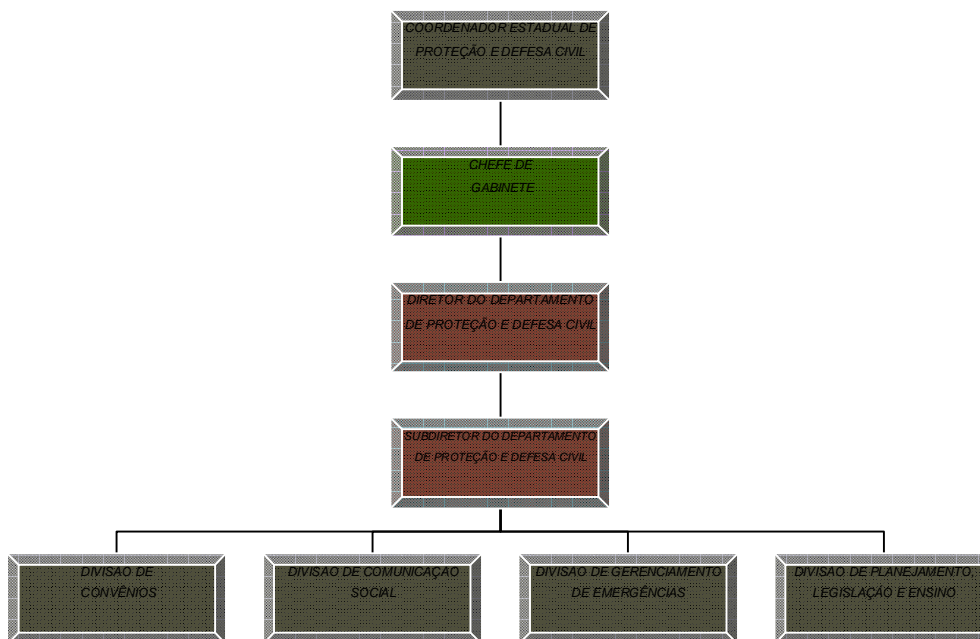 COORDENADOR ESTADUAL DE
PROTEÇÃO E DEFESA CIVIL
CHEFE DE
GABINETE
DIRETOR DO DEPARTAMENTO
DE PROTEÇÃO E DEFESA CIVIL
SUBDIRETOR DO DEPARTAMENTO
DE PROTEÇÃO E DEFESA CIVIL
DIVISÃO DE
CONVÊNIOS
DIVISÃO DE COMUNICAÇÃO
SOCIAL
DIVISÃO DE GERENCIAMENTO
DE EMERGÊNCIAS
DIVISÃO DE PLANEJAMENTO,
LEGISLAÇÃO E ENSINO